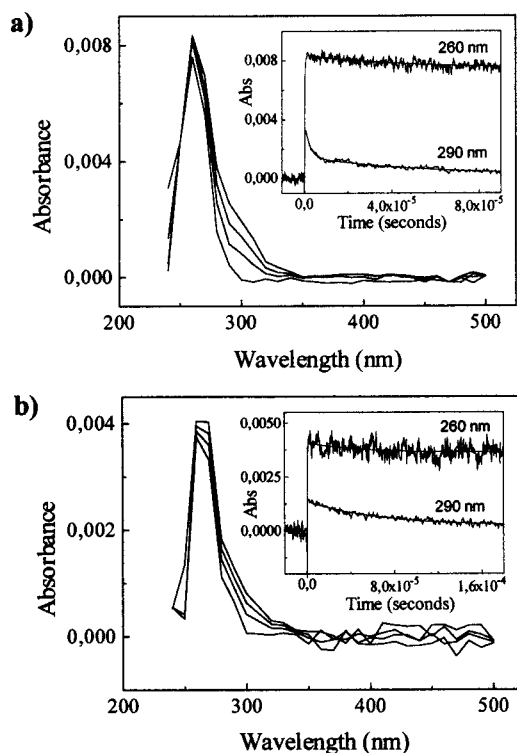 a)
0,008
0,004
0,000
Absorbance
200
300
400
500
Wavelength (nm)
Abs
0,008
0,004
0,000
260 nm
290 nm
0,0
4,0x10-5
8,0x10-5
Time (seconds)
b)
0,004
0,002
0,000
Absorbance
200
300
400
500
Wavelength (nm)
Abs
0,0050
0,0025
0,0000
260 nm
290 nm
0,0
8,0x10-5
1,6x10-4
Time (seconds)